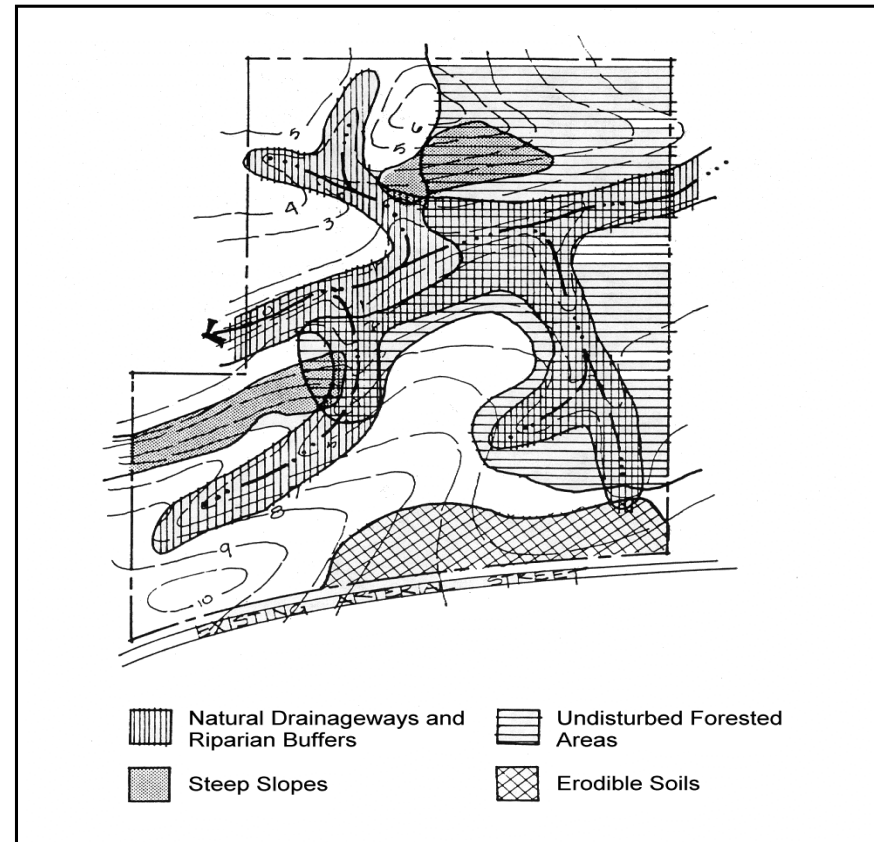 5
6
5
4
3
8
9
10
EXISTING ARTERIAL STREET
Natural Drainageways and
Riparian Buffers
Undisturbed Forested
Areas
Steep Slopes
Erodible Soils